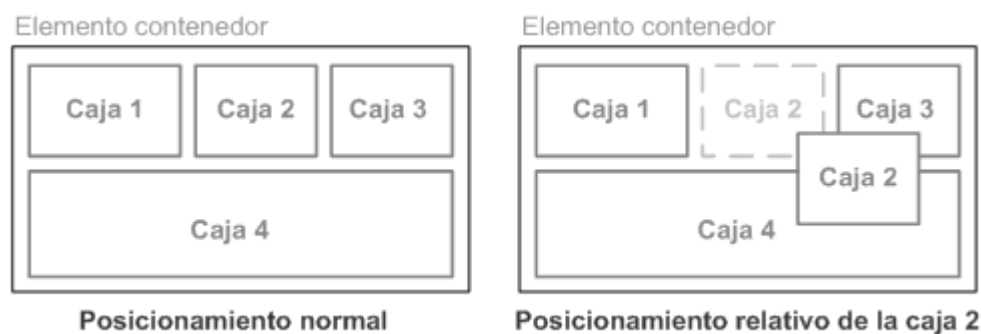 Elemento contenedor
Caja 1 Caja 2 Caja 3
Caja 4
Posicionamiento normal
Elemento contenedor
Caja 1 Caja 2 Caja 3
Caja 2
Caja 4
Posicionamiento relativo de la caja 2